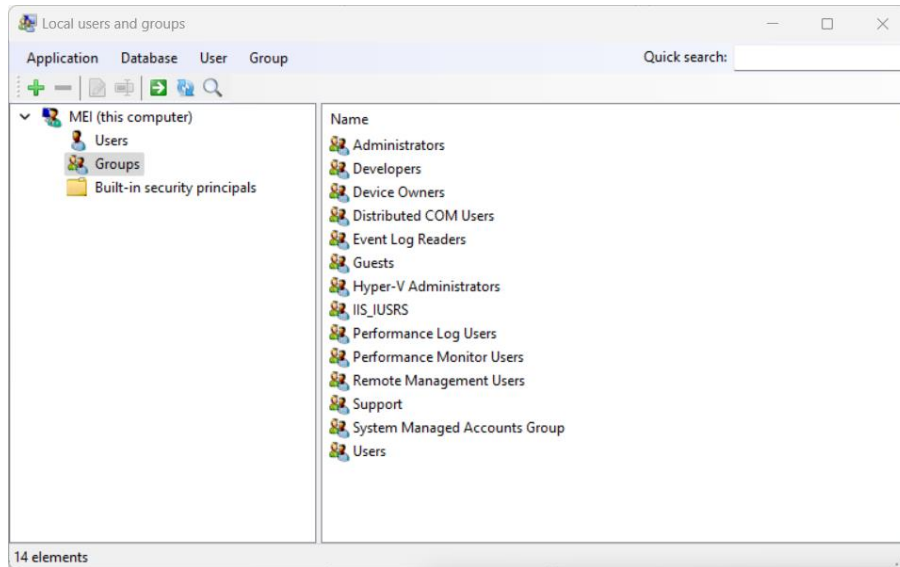 Local users and groups
Application Database User Group Quick search:
MEI (this computer)
Users
Groups
Built-in security principals
Name
Administrators
Developers
Device Owners
Distributed COM Users
Event Log Readers
Guests
Hyper-V Administrators
IIS_IUSRS
Performance Log Users
Performance Monitor Users
Remote Management Users
Support
System Managed Accounts Group
Users
14 elements